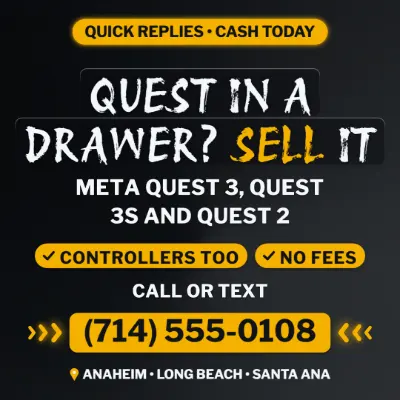 QUICK REPLIES • CASH TODAY
QUEST IN A
DRAWER? SELL IT
META QUEST 3, QUEST
3S AND QUEST 2
✓ CONTROLLERS TOO ✓ NO FEES
CALL OR TEXT
(714) 555-0108
ANAHEIM • LONG BEACH • SANTA ANA